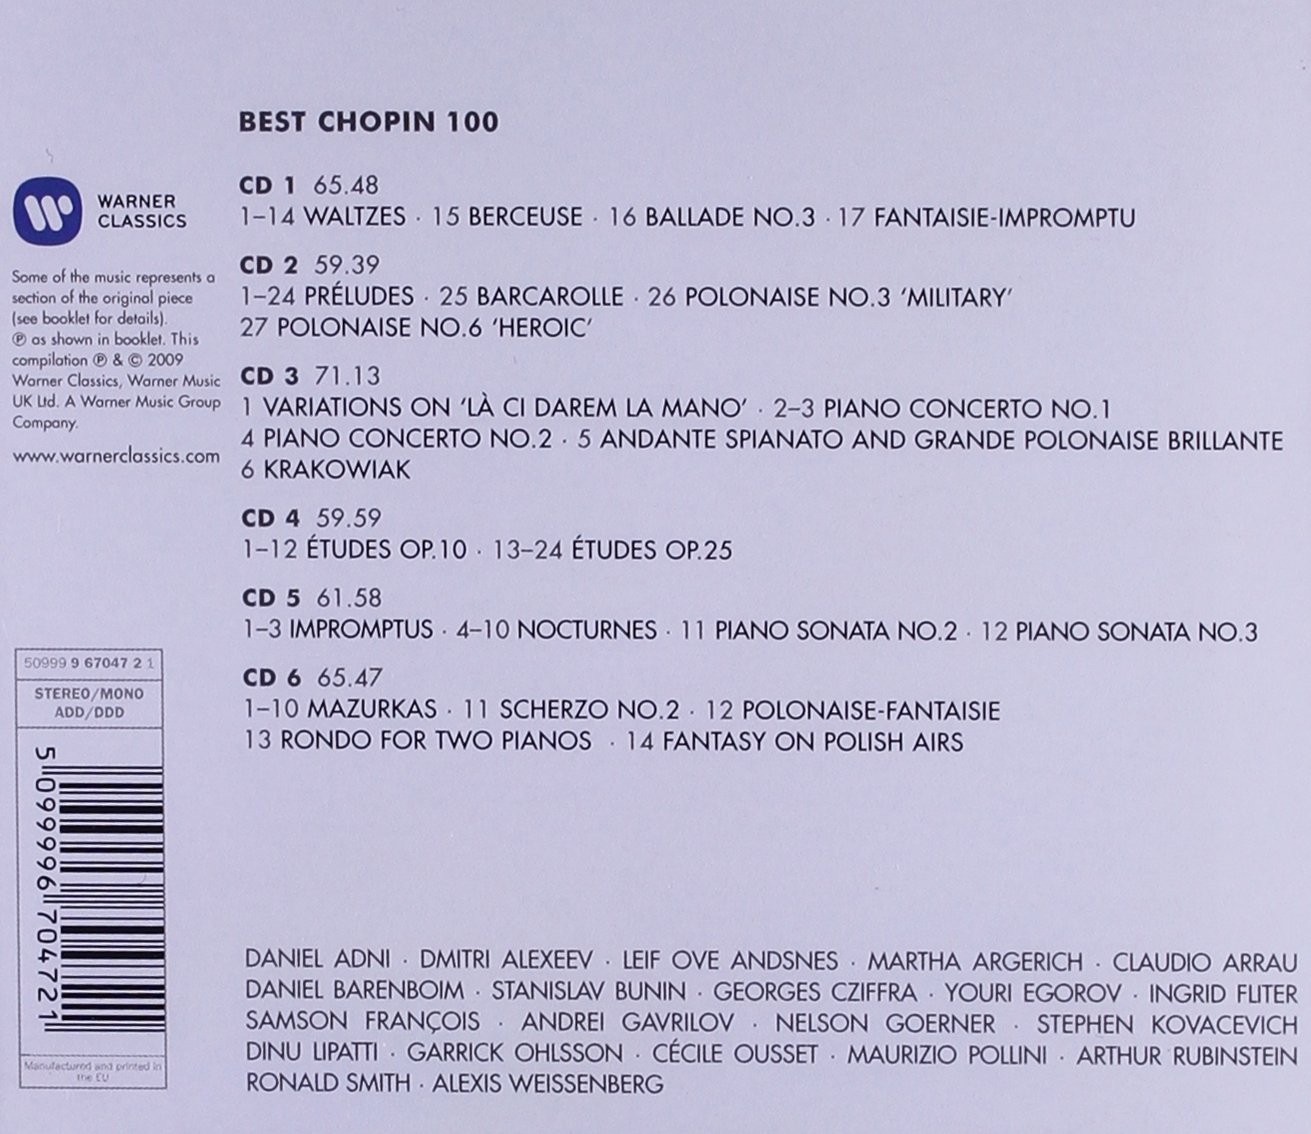 BEST CHOPIN 100
CD 1 65.48
1–14 WALTZES · 15 BERCEUSE · 16 BALLADE NO.3 · 17 FANTAISIE-IMPROMPTU
CD 2 59.39
1–24 PRÉLUDES · 25 BARCAROLLE · 26 POLONAISE NO.3 ‘MILITARY’
27 POLONAISE NO.6 ‘HEROIC’
CD 3 71.13
1 VARIATIONS ON ‘LÀ CI DAREM LA MANO’ · 2–3 PIANO CONCERTO NO.1
4 PIANO CONCERTO NO.2 · 5 ANDANTE SPIANATO AND GRANDE POLONAISE BRILLANTE
6 KRAKOWIAK
CD 4 59.59
1–12 ÉTUDES OP.10 · 13–24 ÉTUDES OP.25
CD 5 61.58
1–3 IMPROMPTUS · 4–10 NOCTURNES · 11 PIANO SONATA NO.2 · 12 PIANO SONATA NO.3
CD 6 65.47
1–10 MAZURKAS · 11 SCHERZO NO.2 · 12 POLONAISE-FANTAISIE
13 RONDO FOR TWO PIANOS · 14 FANTASY ON POLISH AIRS
WARNER
CLASSICS
Some of the music represents a
section of the original piece
(see booklet for details).
℗ as shown in booklet. This
compilation ℗ & © 2009
Warner Classics, Warner Music
UK Ltd. A Warner Music Group
Company.
www.warnerclassics.com
50999 9 67047 2 1
STEREO/MONO
ADD/DDD
5 099996 704721
Manufactured and printed in
the EU
DANIEL ADNI · DMITRI ALEXEEV · LEIF OVE ANDSNES · MARTHA ARGERICH · CLAUDIO ARRAU
DANIEL BARENBOIM · STANISLAV BUNIN · GEORGES CZIFFRA · YOURI EGOROV · INGRID FLITER
SAMSON FRANÇOIS · ANDREI GAVRILOV · NELSON GOERNER · STEPHEN KOVACEVICH
DINU LIPATTI · GARRICK OHLSSON · CÉCILE OUSSET · MAURIZIO POLLINI · ARTHUR RUBINSTEIN
RONALD SMITH · ALEXIS WEISSENBERG